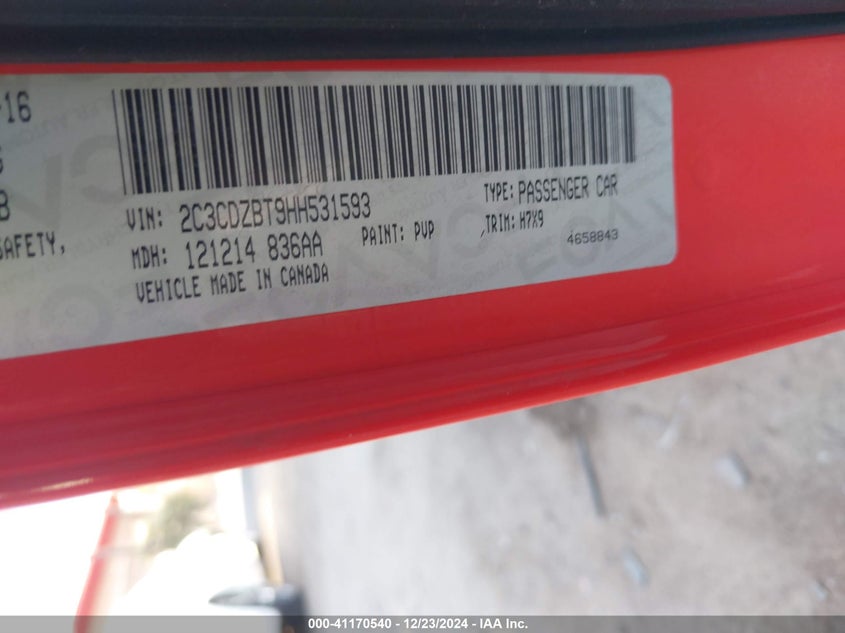 -16
VIN: 2C3CDZBT9HH531593 TYPE: PASSENGER CAR
SAFETY, MDH: 121214 836AA PAINT: PVP TRIM: H7X9
VEHICLE MADE IN CANADA 4658843
000-41170540 - 12/23/2024 - IAA Inc.